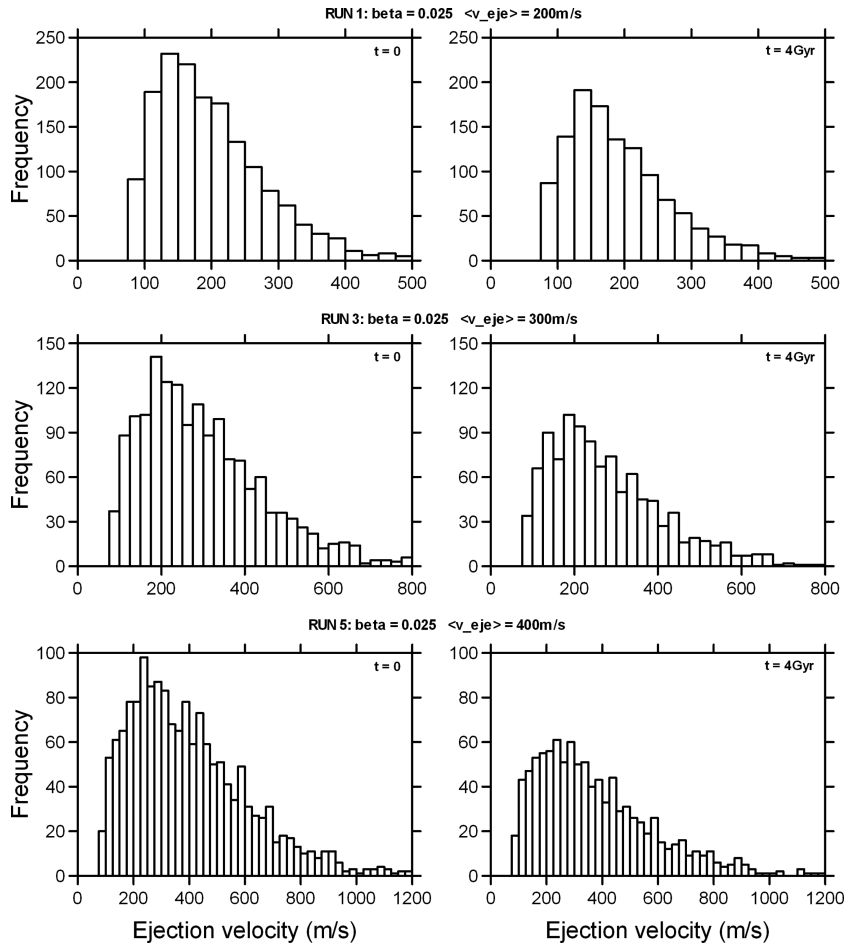 RUN 1: beta = 0.025 <v_eje> = 200m/s
250
200
150
100
50
0
Frequency
t = 0
0 100 200 300 400 500
250
200
150
100
50
0
t = 4Gyr
0 100 200 300 400 500
RUN 3: beta = 0.025 <v_eje> = 300m/s
150
120
90
60
30
0
Frequency
t = 0
0 200 400 600 800
150
120
90
60
30
0
t = 4Gyr
0 200 400 600 800
RUN 5: beta = 0.025 <v_eje> = 400m/s
100
80
60
40
20
0
Frequency
t = 0
0 200 400 600 800 1000 1200
Ejection velocity (m/s)
100
80
60
40
20
0
t = 4Gyr
0 200 400 600 800 1000 1200
Ejection velocity (m/s)